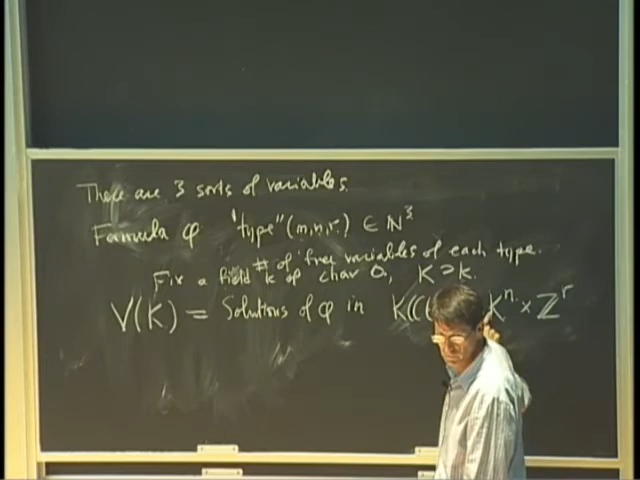 There are 3 sorts of variables.
Formula φ "type" (m,n,r) ∈ ℕ³
# of free variables of each type.
Fix a field k of char 0, K ⊇ k.
V(K) = Solutions of φ in K((t Kⁿ × ℤʳ